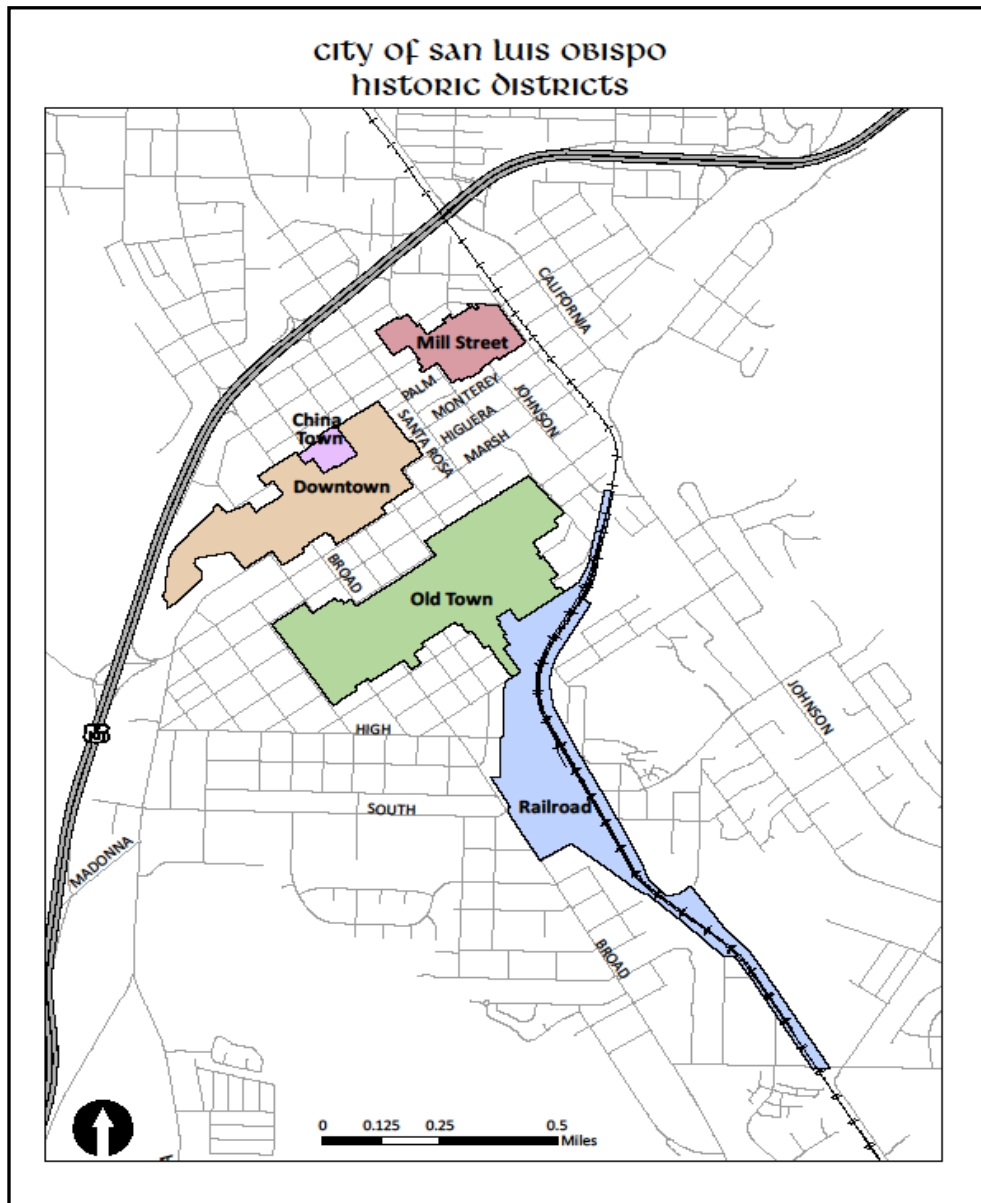 city of san luis obispo
historic districts
CALIFORNIA
Mill Street
PALM
MONTEREY
JOHNSON
China
Town
SANTA ROSA
HIGUERA
MARSH
Downtown
BROAD
Old Town
JOHNSON
HIGH
SOUTH
Railroad
MADONNA
BROAD
0 0.125 0.25 0.5
Miles